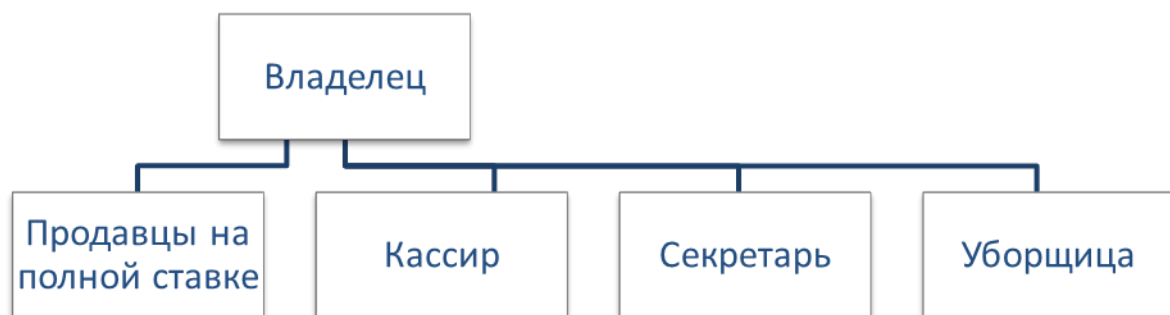 Владелец
Продавцы на
полной ставке
Кассир
Секретарь
Уборщица